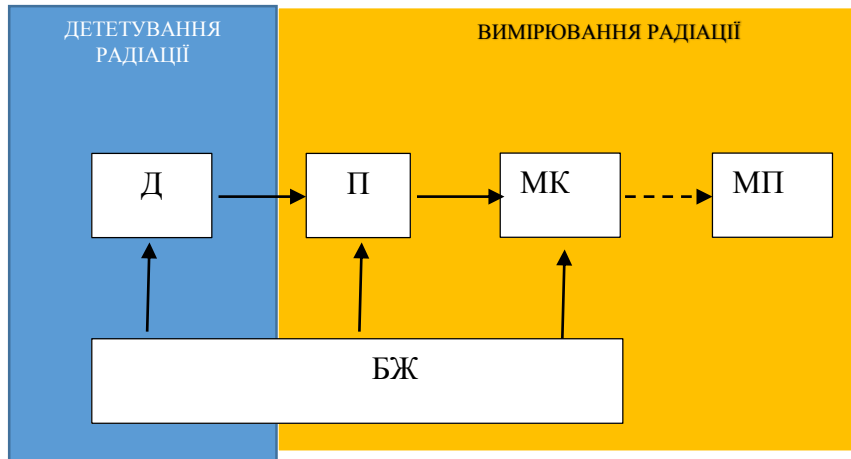 ДЕТЕТУВАННЯ
РАДІАЦІЇ
ВИМІРЮВАННЯ РАДІАЦІЇ
Д
П
МК
МП
БЖ